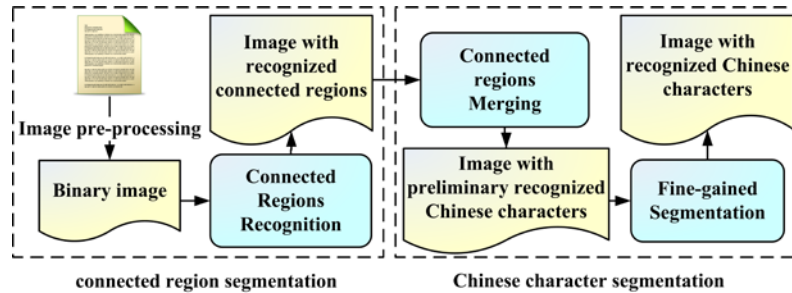 Image pre-processing
Binary image
Connected
Regions
Recognition
Image with
recognized
connected regions
Connected
regions
Merging
Image with
preliminary recognized
Chinese characters
Fine-gained
Segmentation
Image with
recognized Chinese
characters
connected region segmentation
Chinese character segmentation